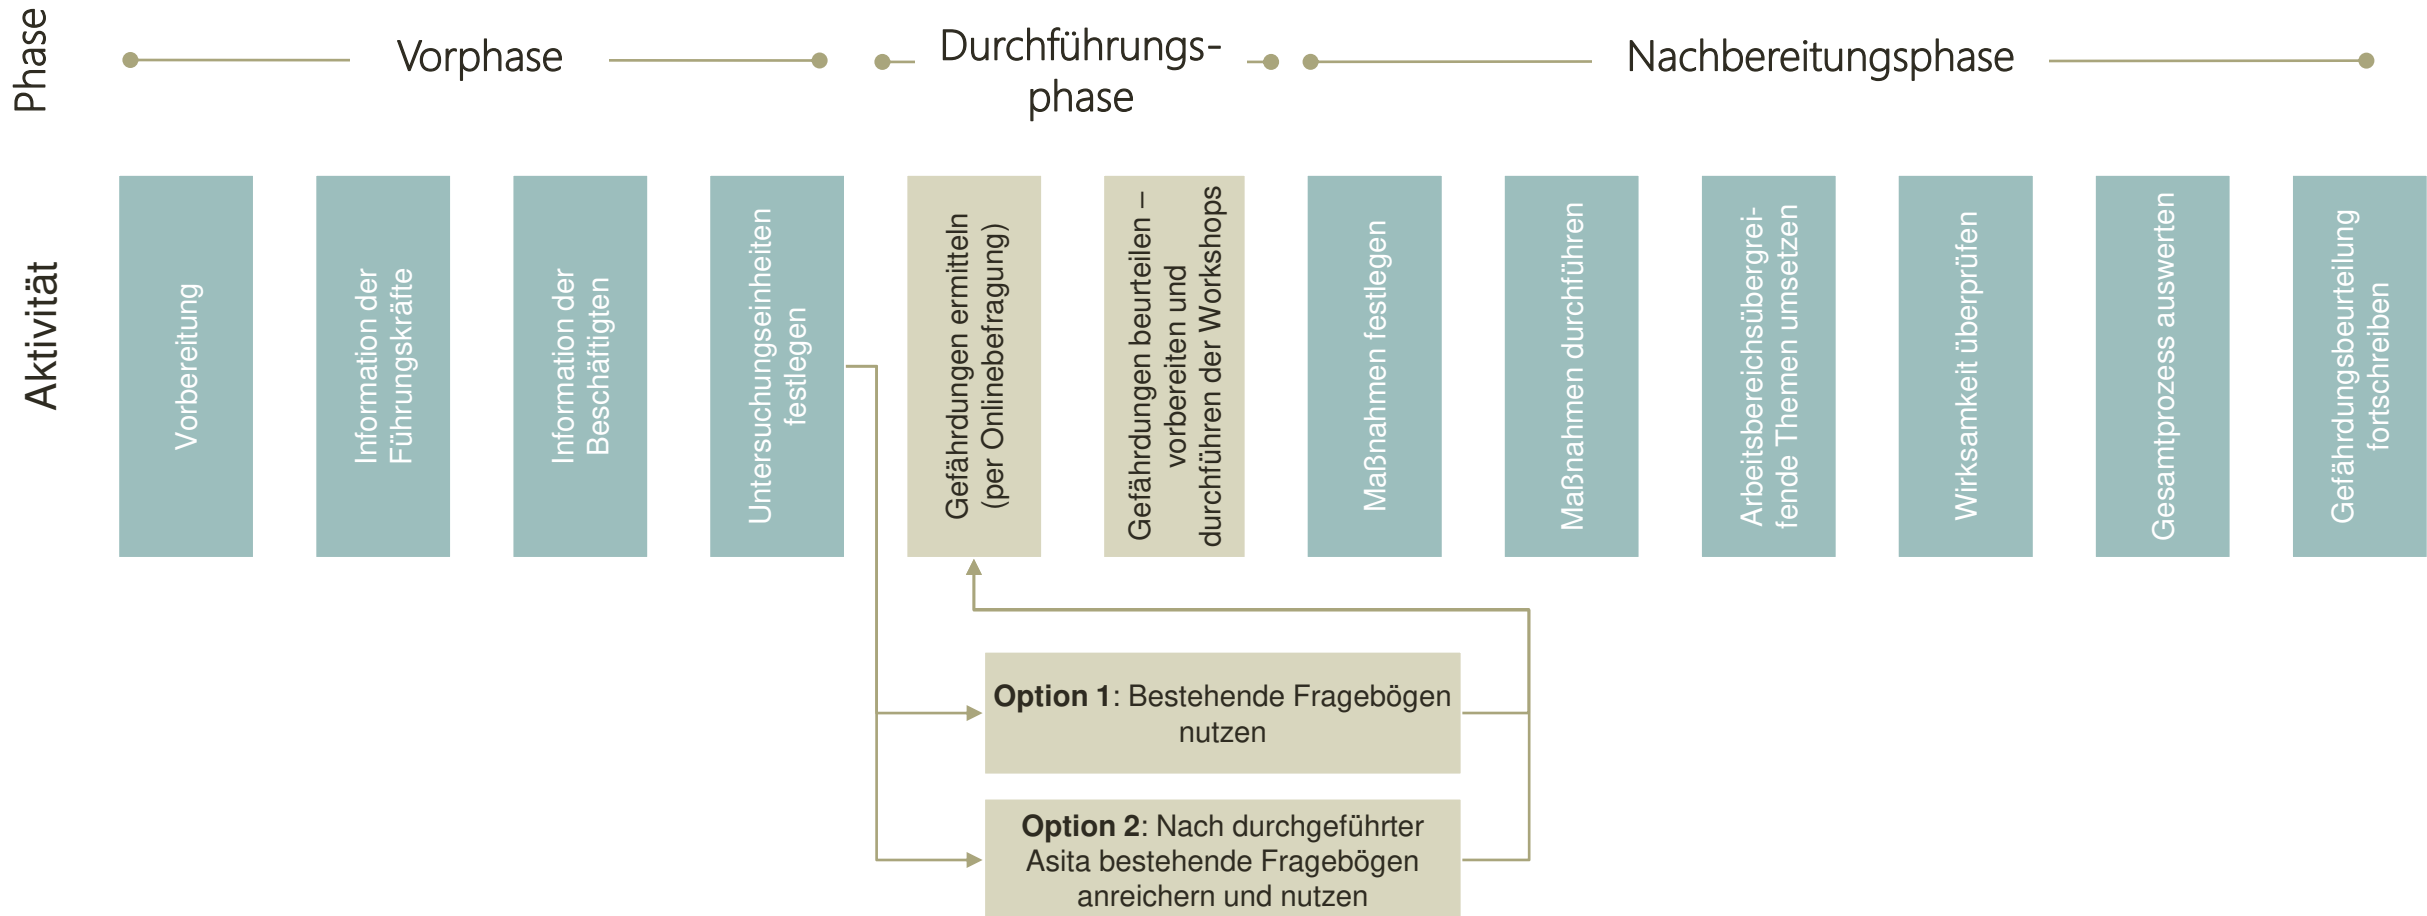 Phase
Vorphase
Durchführungs-
phase
Nachbereitungsphase
Aktivität
Vorbereitung
Information der
Führungskräfte
Information der
Beschäftigten
Untersuchungseinheiten
festlegen
Gefährdungen ermitteln
(per Onlinebefragung)
Gefährdungen beurteilen –
vorbereiten und
durchführen der Workshops
Maßnahmen festlegen
Maßnahmen durchführen
Arbeitsbereichsübergrei-
fende Themen umsetzen
Wirksamkeit überprüfen
Gesamtprozess auswerten
Gefährdungsbeurteilung
fortschreiben
Option 1: Bestehende Fragebögen
nutzen
Option 2: Nach durchgeführter
Asita bestehende Fragebögen
anreichern und nutzen